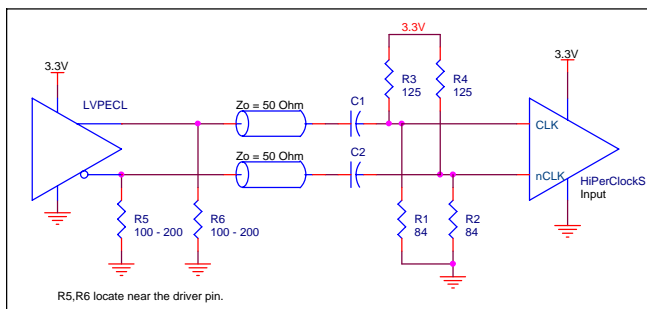 3.3V
3.3V
3.3V
LVPECL
R3
125
R4
125
Zo = 50 Ohm
C1
CLK
Zo = 50 Ohm
C2
nCLK
HiPerClockS
Input
R5
100 - 200
R6
100 - 200
R1
84
R2
84
R5,R6 locate near the driver pin.